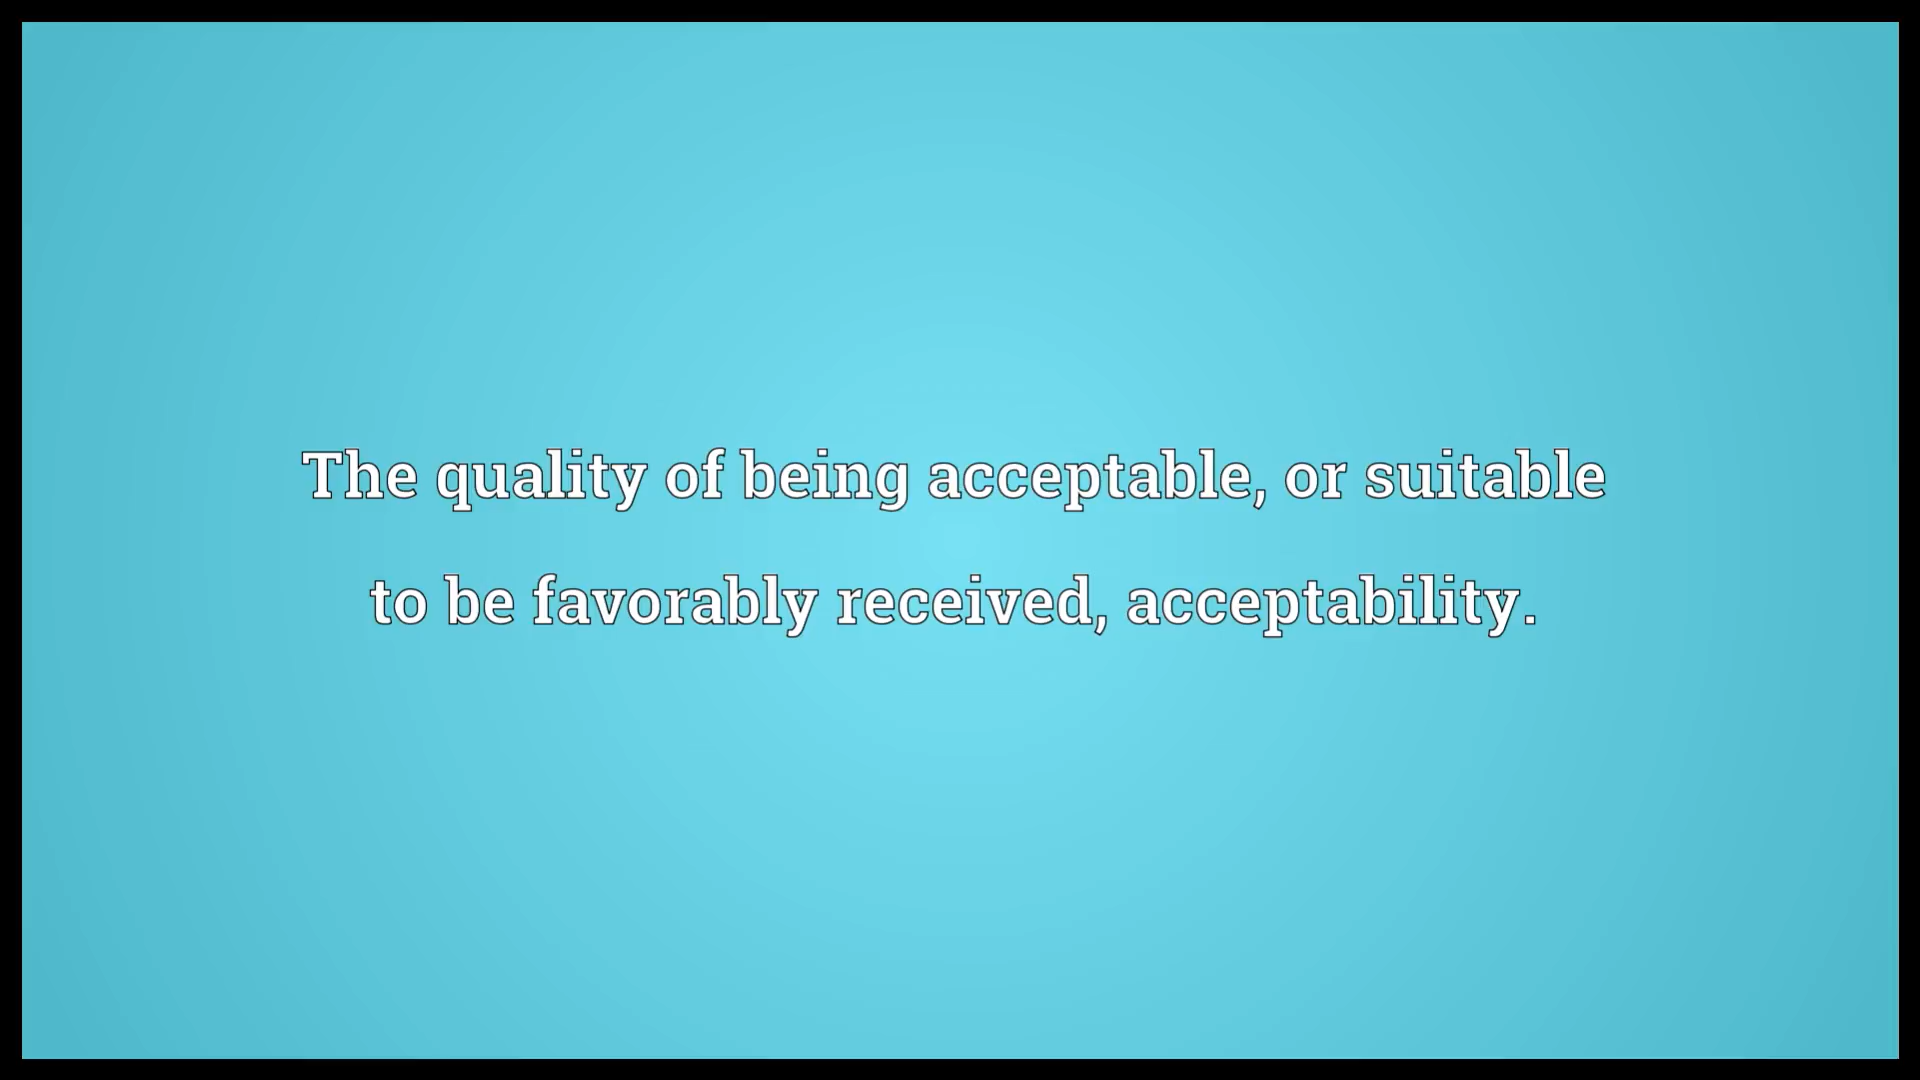 The quality of being acceptable, or suitable
to be favorably received, acceptability.